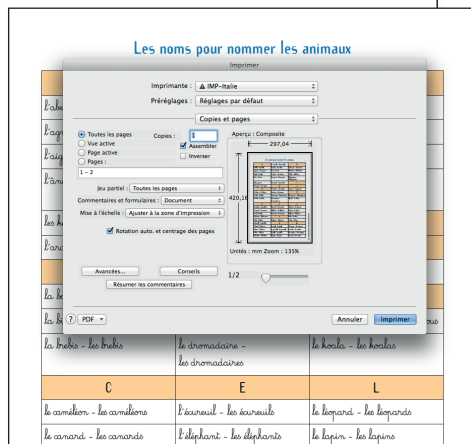 Les noms pour nommer les animaux
Imprimer
Imprimante : IMP-Italie
Préréglages : Réglages par défaut
Copies et pages
Toutes les pages
Copies : 1
Vue active
Assembler
Page active
Inverser
Pages :
1 - 2
Jeu partiel : Toutes les pages
Commentaires et formulaires : Document
Mise à l'échelle : Ajuster à la zone d'impression
Rotation auto. et centrage des pages
Aperçu : Composite
297,04
420,16
Unités : mm Zoom : 135%
Avancées...
Conseils
1/2
Résumer les commentaires
? PDF
Annuler
Imprimer
la brebis - les brebis
le dromadaire -
les dromadaires
le koala - les koalas
C
E
L
le caméléon - les caméléons
l'écureuil - les écureuils
le léopard - les léopards
le canard - les canards
l'éléphant - les éléphants
le lapin - les lapins